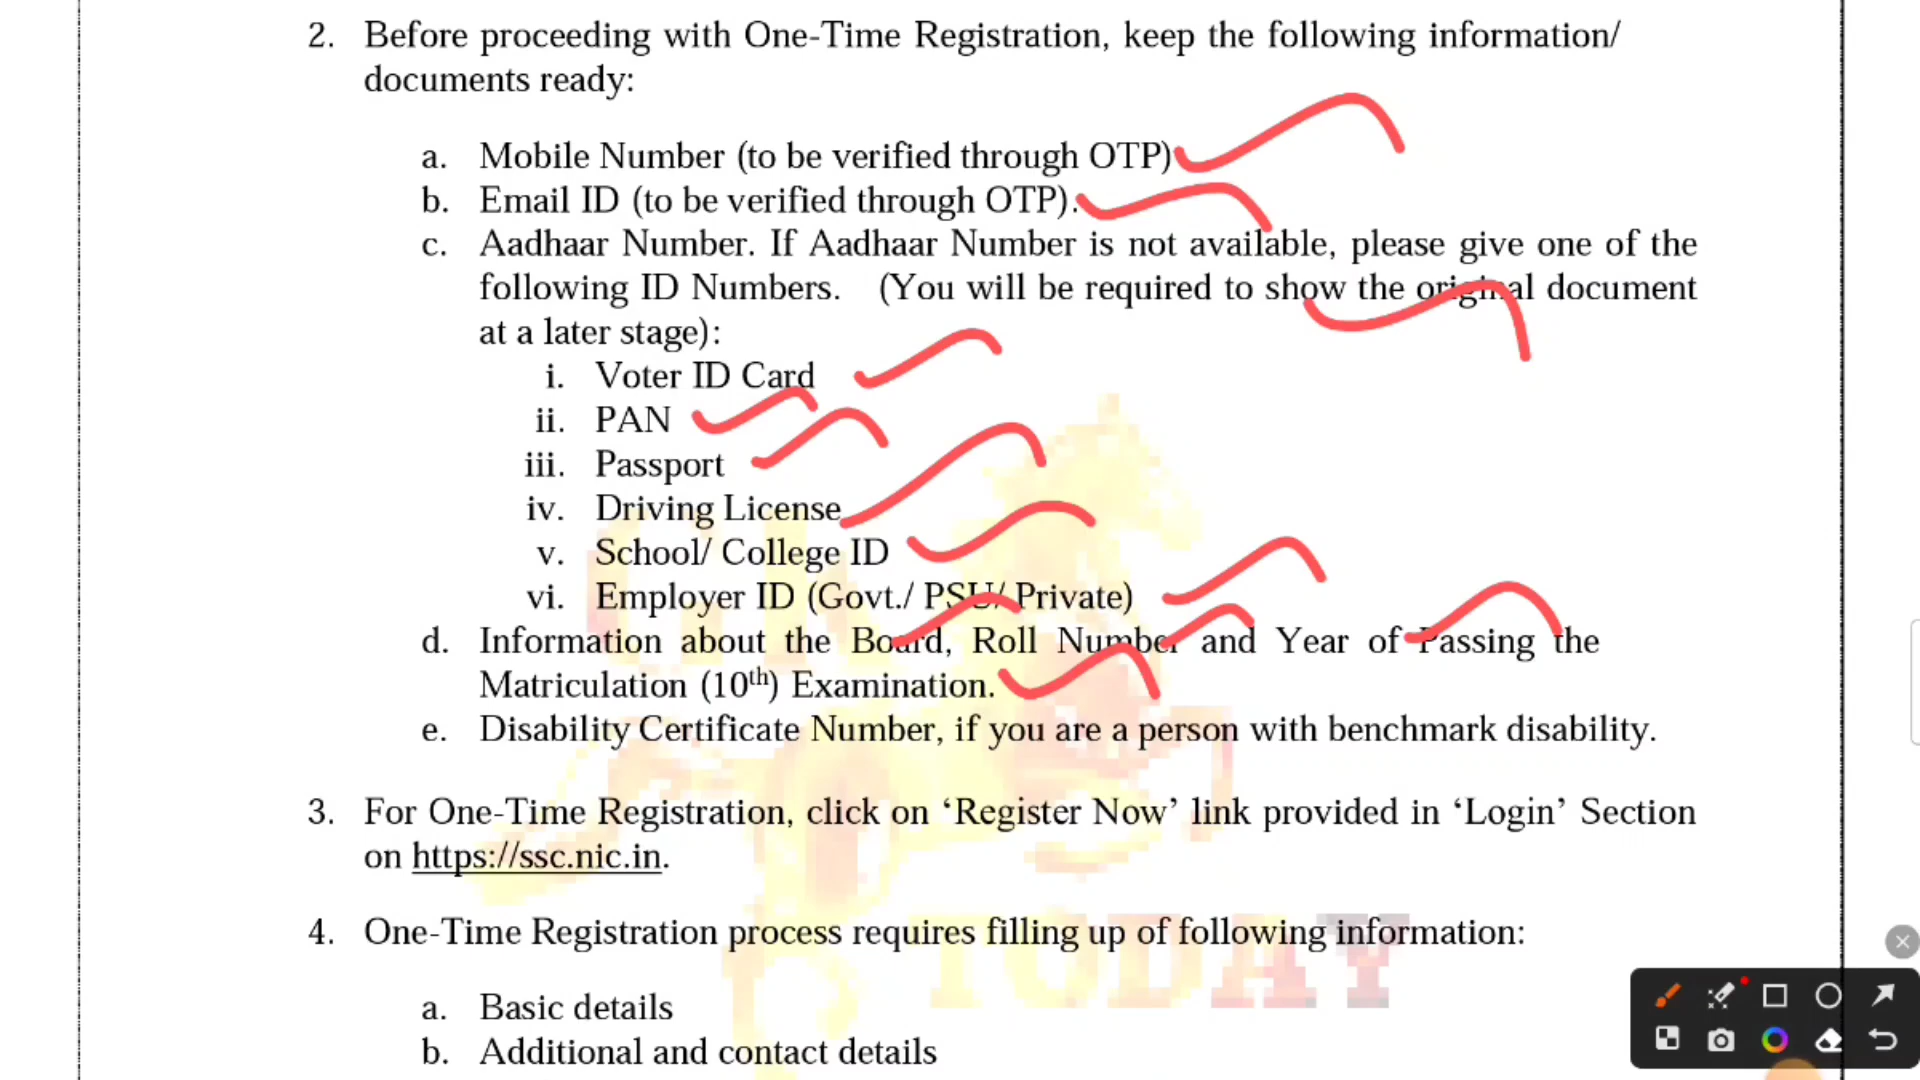 2. Before proceeding with One-Time Registration, keep the following information/
documents ready:
a. Mobile Number (to be verified through OTP)
b. Email ID (to be verified through OTP).
c. Aadhaar Number. If Aadhaar Number is not available, please give one of the
following ID Numbers. (You will be required to show the original document
at a later stage):
i. Voter ID Card
ii. PAN
iii. Passport
iv. Driving License
v. School/ College ID
vi. Employer ID (Govt./ PSU/ Private)
d. Information about the Board, Roll Number and Year of Passing the
Matriculation (10th) Examination.
e. Disability Certificate Number, if you are a person with benchmark disability.
3. For One-Time Registration, click on ‘Register Now’ link provided in ‘Login’ Section
on https://ssc.nic.in.
4. One-Time Registration process requires filling up of following information:
TODAY
a. Basic details
b. Additional and contact details